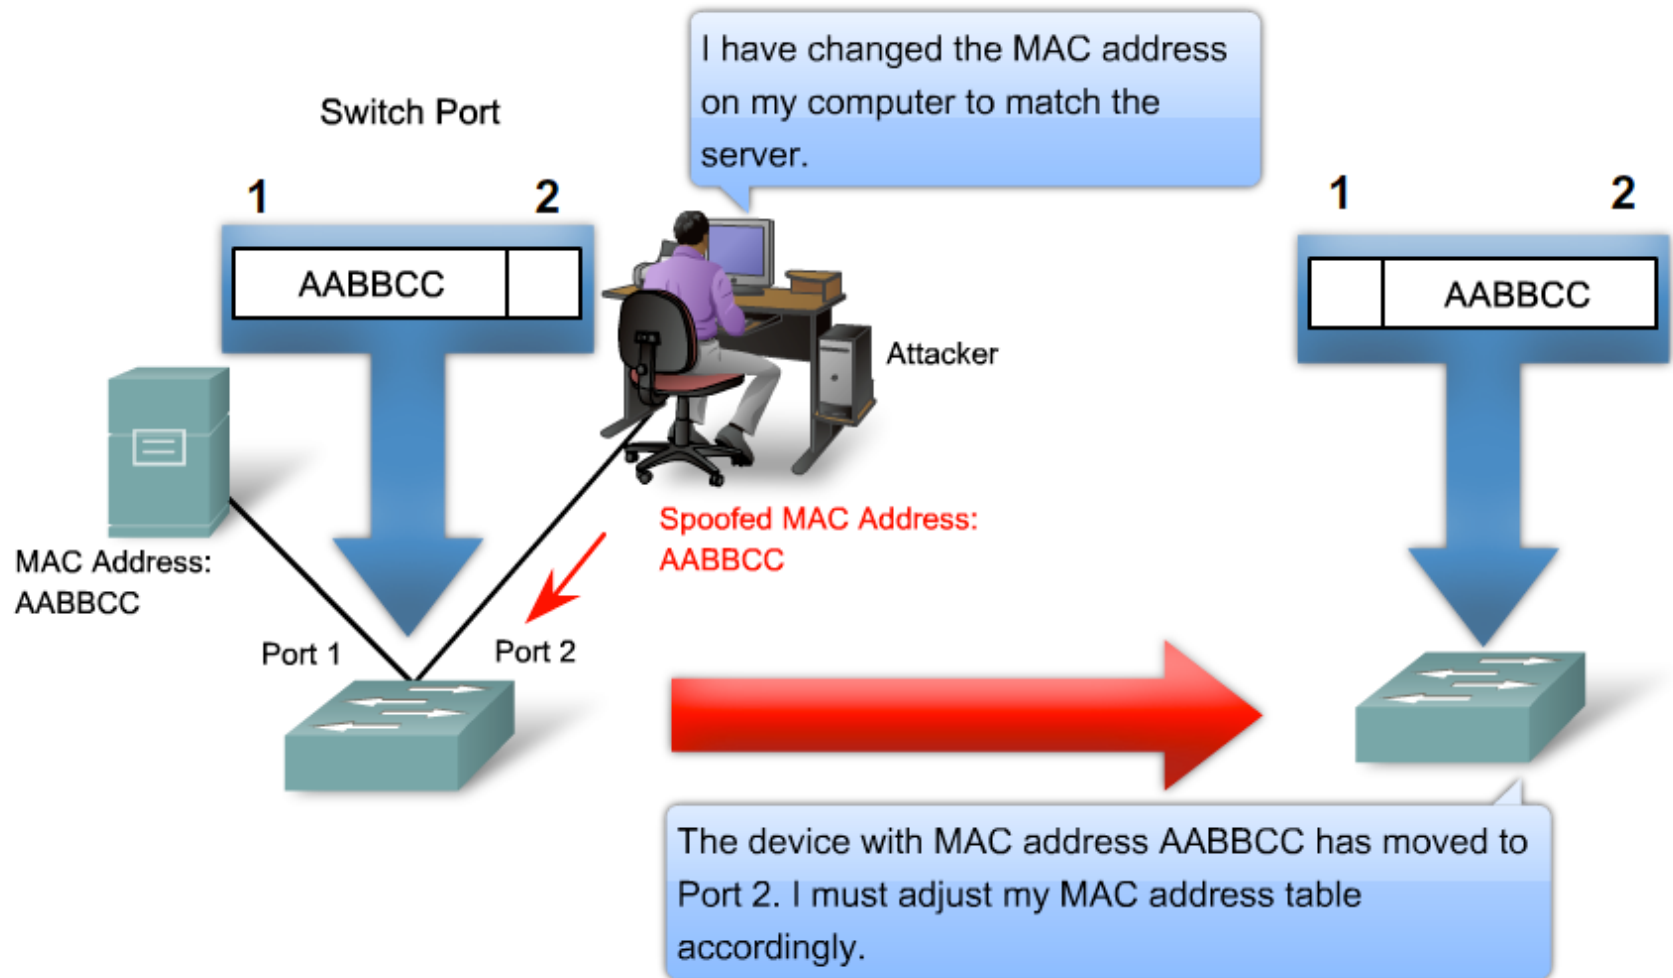 I have changed the MAC address
on my computer to match the
server.
Switch Port
1 2
AABBCC
1 2
AABBCC
Attacker
MAC Address:
AABBCC
Spoofed MAC Address:
AABBCC
Port 1
Port 2
The device with MAC address AABBCC has moved to
Port 2. I must adjust my MAC address table
accordingly.